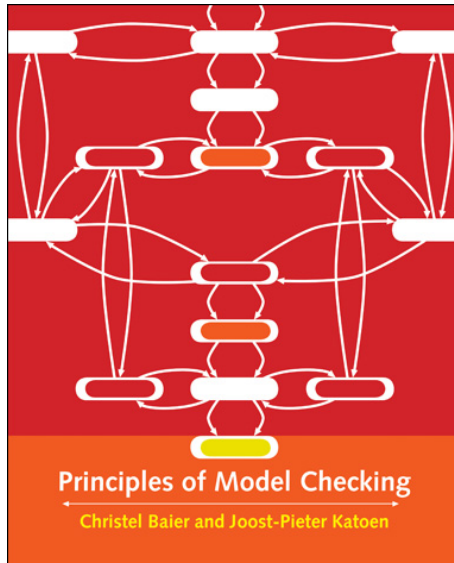 Principles of Model Checking
Christel Baier and Joost-Pieter Katoen